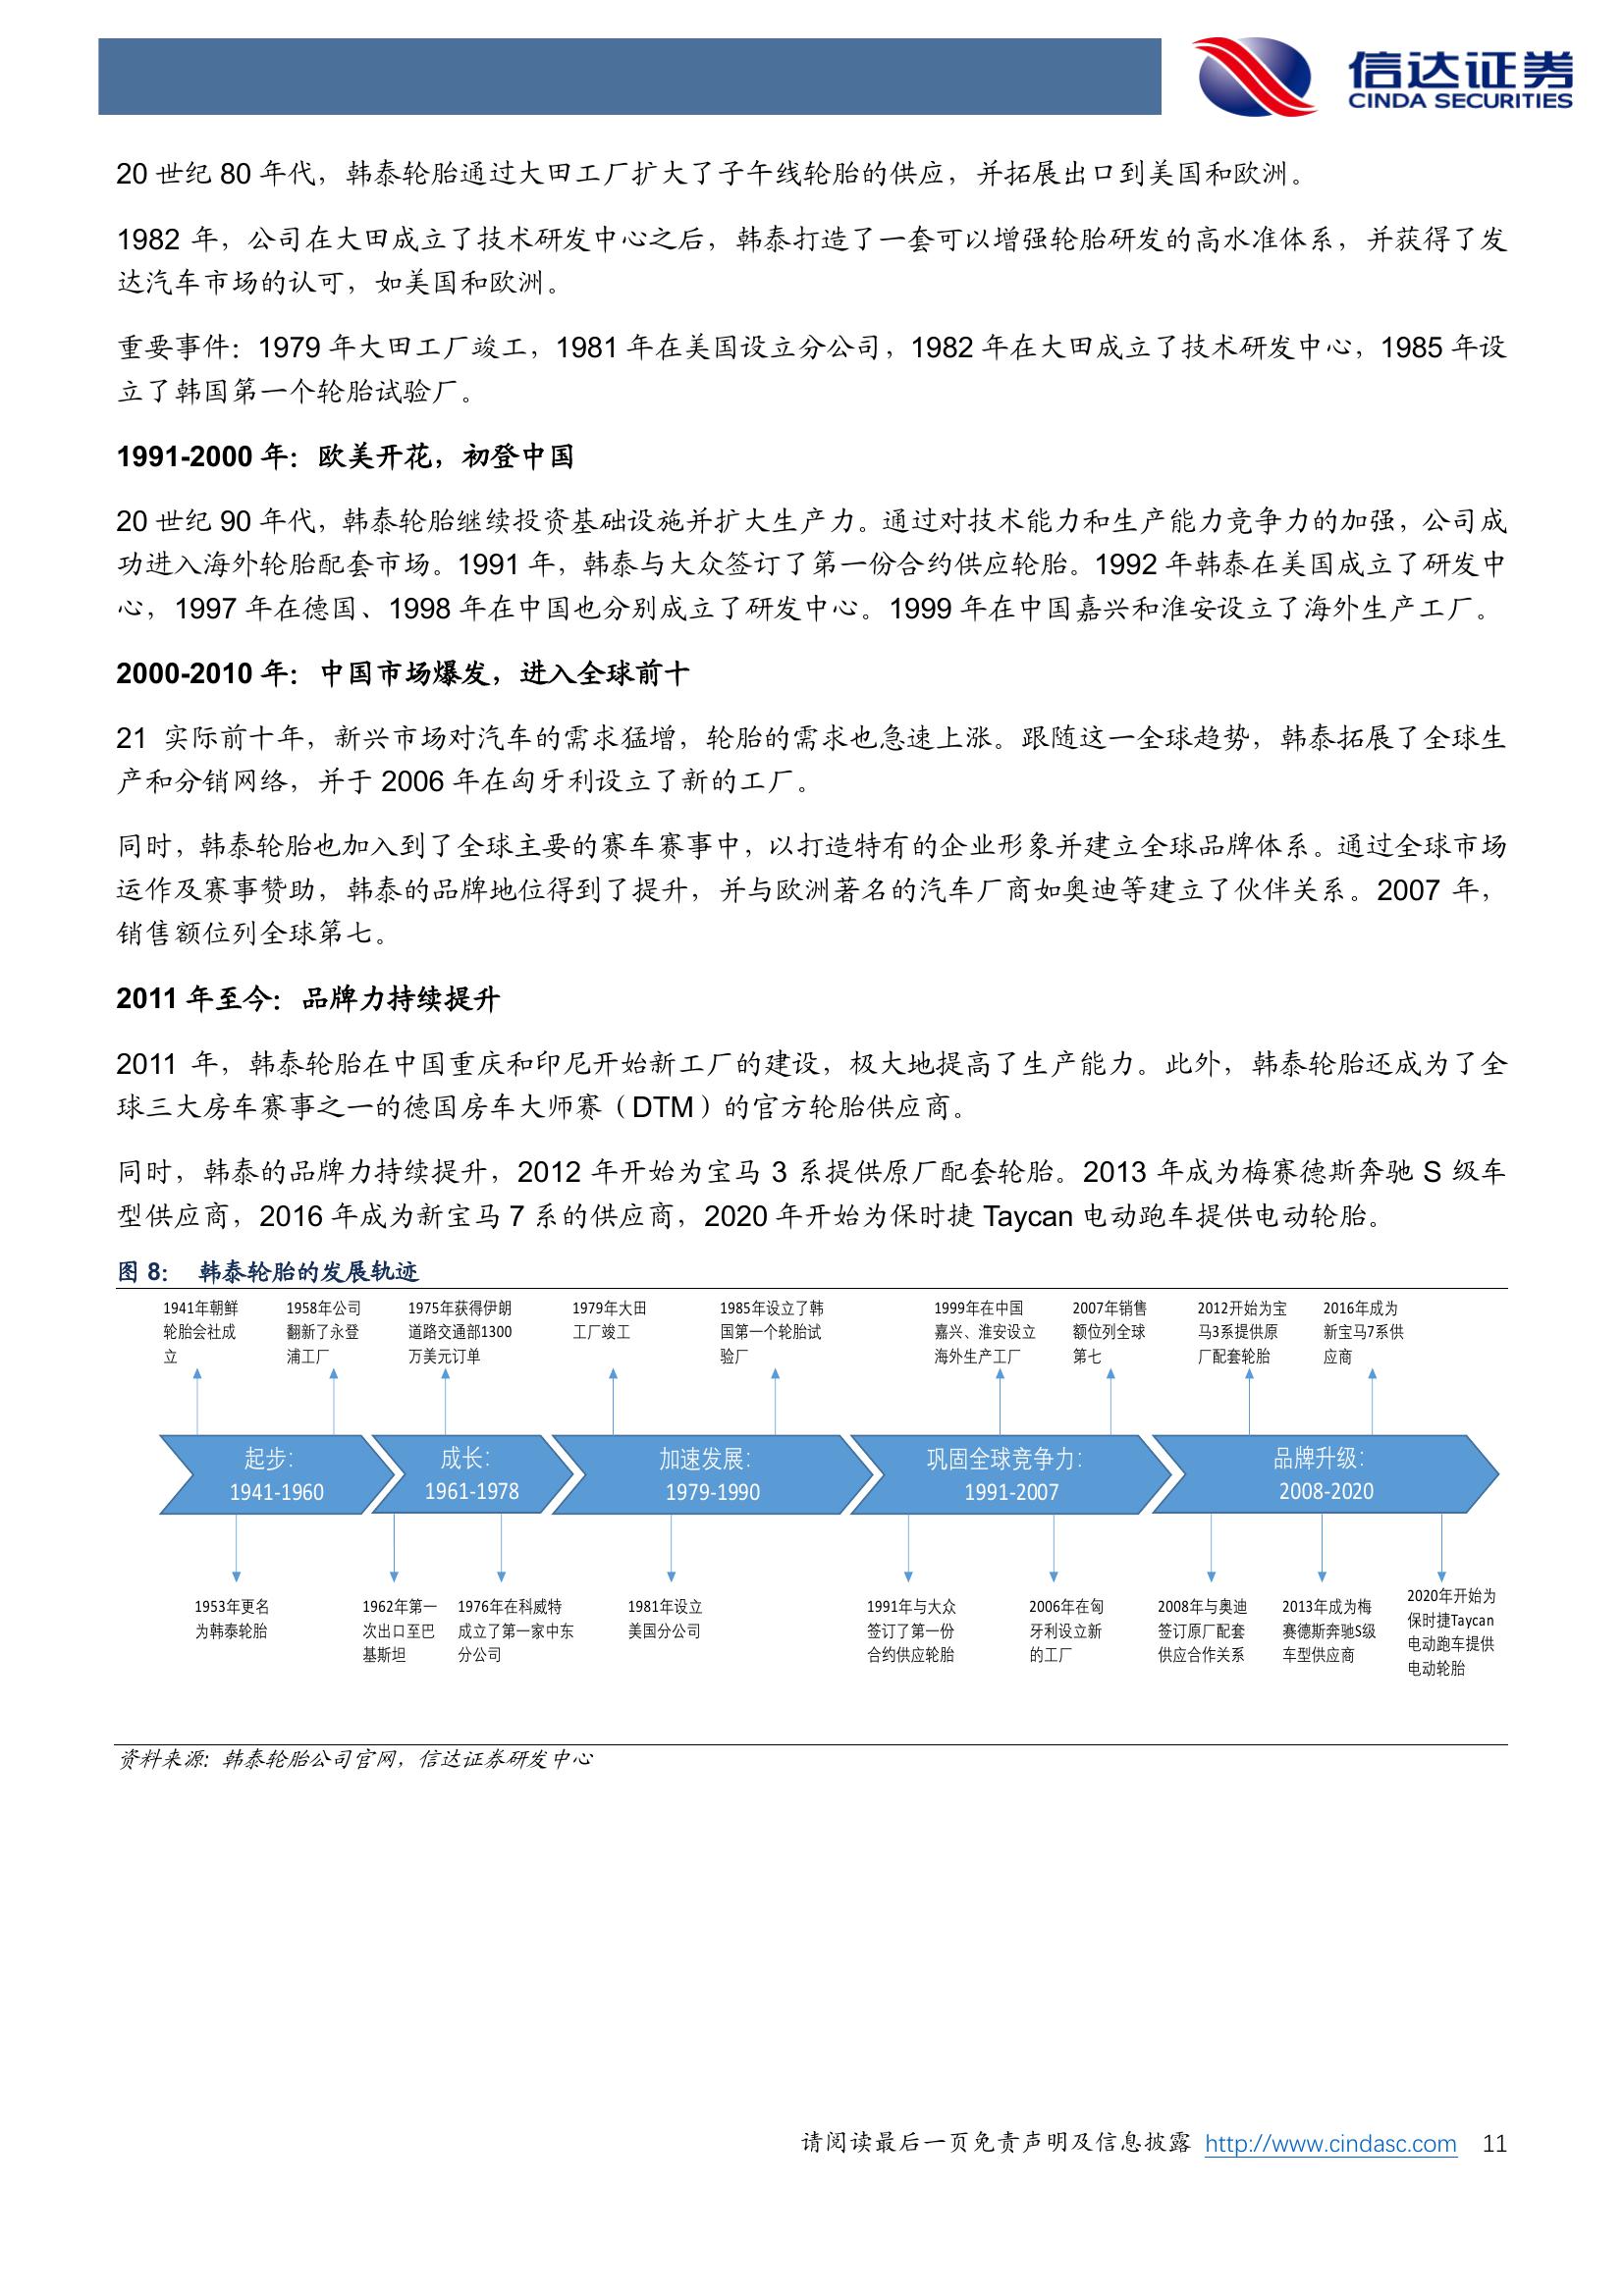 信达证券
CINDA SECURITIES
20 世纪 80 年代，韩泰轮胎通过大田工厂扩大了子午线轮胎的供应，并拓展出口到美国和欧洲。
1982 年，公司在大田成立了技术研发中心之后，韩泰打造了一套可以增强轮胎研发的高水准体系，并获得了发
达汽车市场的认可，如美国和欧洲。
重要事件：1979 年大田工厂竣工，1981 年在美国设立分公司，1982 年在大田成立了技术研发中心，1985 年设
立了韩国第一个轮胎试验厂。
1991-2000 年：欧美开花，初登中国
20 世纪 90 年代，韩泰轮胎继续投资基础设施并扩大生产力。通过对技术能力和生产能力竞争力的加强，公司成
功进入海外轮胎配套市场。1991 年，韩泰与大众签订了第一份合约供应轮胎。1992 年韩泰在美国成立了研发中
心，1997 年在德国、1998 年在中国也分别成立了研发中心。1999 年在中国嘉兴和淮安设立了海外生产工厂。
2000-2010 年：中国市场爆发，进入全球前十
21 实际前十年，新兴市场对汽车的需求猛增，轮胎的需求也急速上涨。跟随这一全球趋势，韩泰拓展了全球生
产和分销网络，并于 2006 年在匈牙利设立了新的工厂。
同时，韩泰轮胎也加入到了全球主要的赛车赛事中，以打造特有的企业形象并建立全球品牌体系。通过全球市场
运作及赛事赞助，韩泰的品牌地位得到了提升，并与欧洲著名的汽车厂商如奥迪等建立了伙伴关系。2007 年，
销售额位列全球第七。
2011 年至今：品牌力持续提升
2011 年，韩泰轮胎在中国重庆和印尼开始新工厂的建设，极大地提高了生产能力。此外，韩泰轮胎还成为了全
球三大房车赛事之一的德国房车大师赛（DTM）的官方轮胎供应商。
同时，韩泰的品牌力持续提升，2012 年开始为宝马 3 系提供原厂配套轮胎。2013 年成为梅赛德斯奔驰 S 级车
型供应商，2016 年成为新宝马 7 系的供应商，2020 年开始为保时捷 Taycan 电动跑车提供电动轮胎。
图 8： 韩泰轮胎的发展轨迹
1941年朝鲜
轮胎会社成
立
1958年公司
翻新了永登
浦工厂
1975年获得伊朗
道路交通部1300
万美元订单
1979年大田
工厂竣工
1985年设立了韩
国第一个轮胎试
验厂
1999年在中国
嘉兴、淮安设立
海外生产工厂
2007年销售
额位列全球
第七
2012开始为宝
马3系提供原
厂配套轮胎
2016年成为
新宝马7系供
应商
起步：
1941-1960
成长：
1961-1978
加速发展：
1979-1990
巩固全球竞争力：
1991-2007
品牌升级：
2008-2020
1953年更名
为韩泰轮胎
1962年第一
次出口至巴
基斯坦
1976年在科威特
成立了第一家中东
分公司
1981年设立
美国分公司
1991年与大众
签订了第一份
合约供应轮胎
2006年在匈
牙利设立新
的工厂
2008年与奥迪
签订原厂配套
供应合作关系
2013年成为梅
赛德斯奔驰S级
车型供应商
2020年开始为
保时捷Taycan
电动跑车提供
电动轮胎
资料来源：韩泰轮胎公司官网，信达证券研发中心
请阅读最后一页免责声明及信息披露 http://www.cindasc.com 11